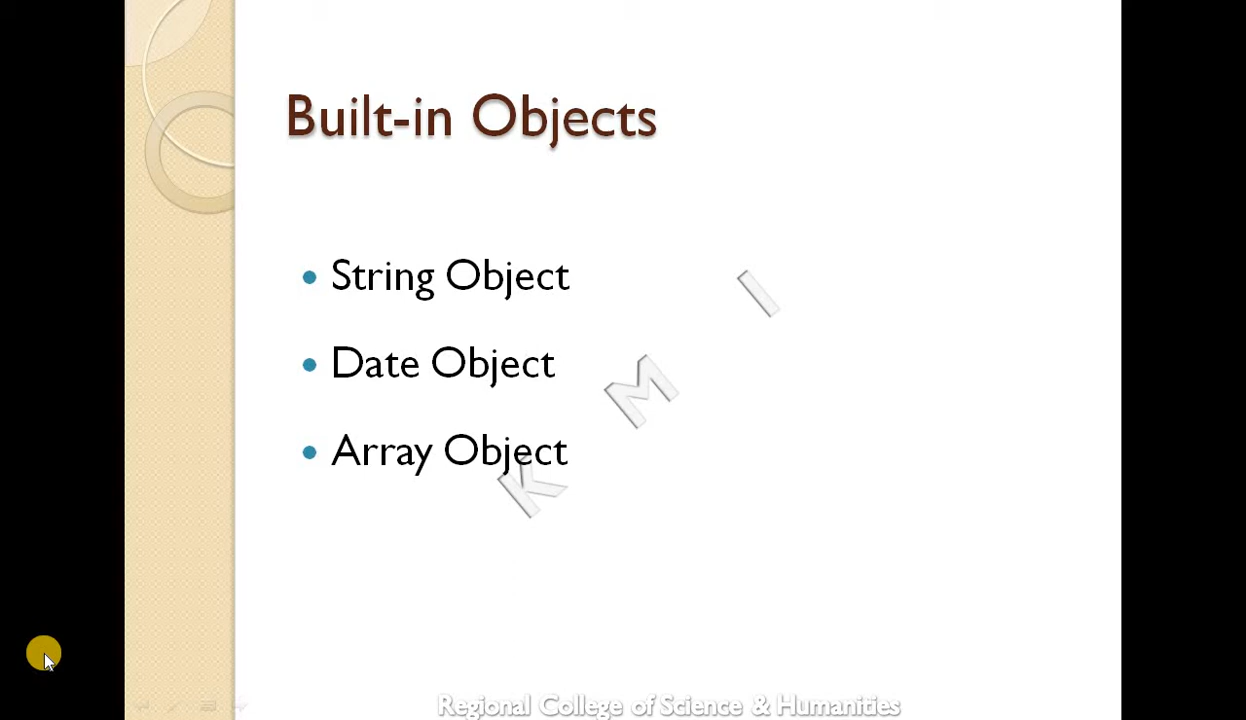 Built-in Objects
String Object
Date Object
Array Object
K M I
Regional College of Science & Humanities